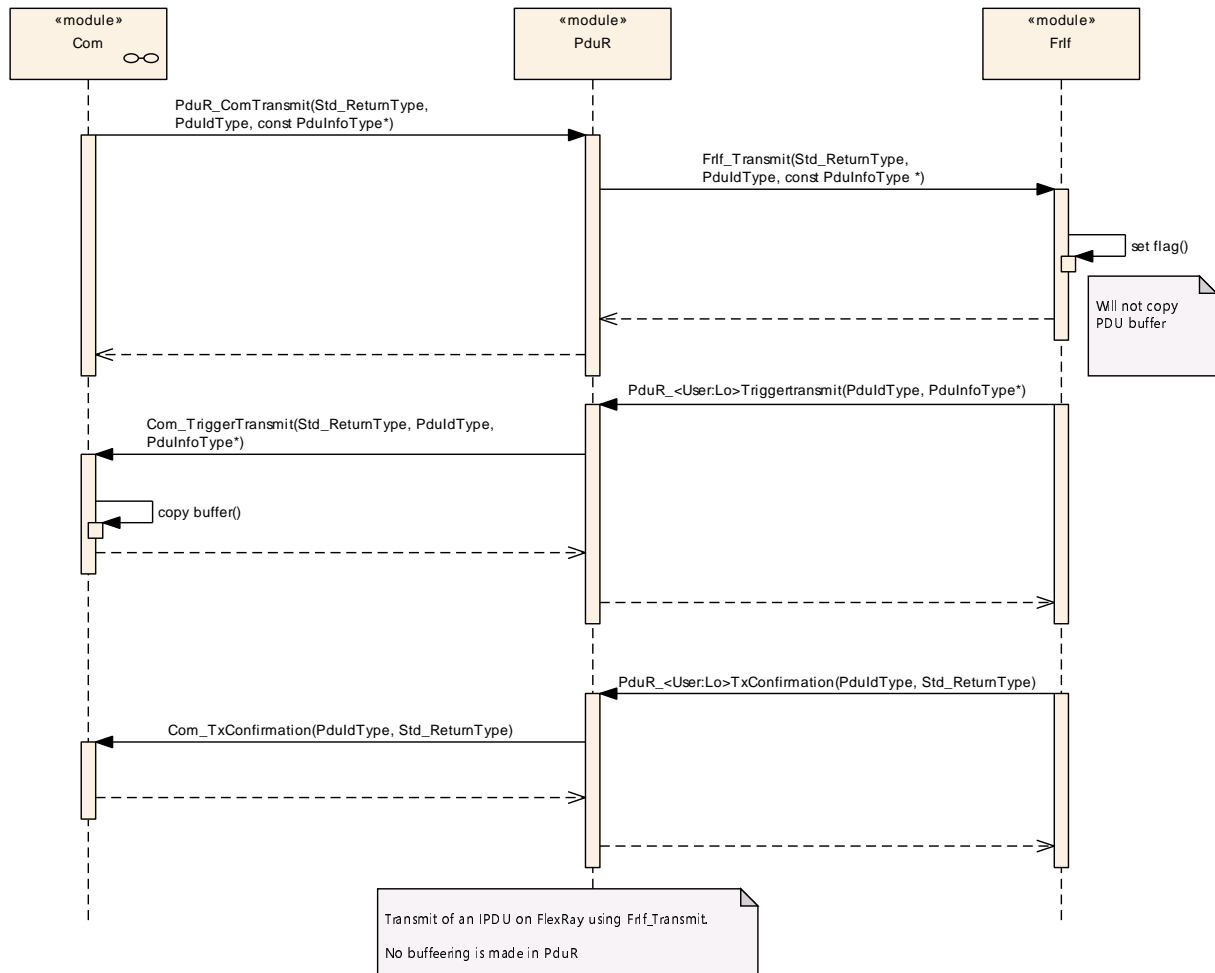 «module»
Com
«module»
PduR
«module»
FrIf
PduR_ComTransmit(Std_ReturnType,
PduIdType, const PduInfoType*)
FrIf_Transmit(Std_ReturnType,
PduIdType, const PduInfoType *)
set flag()
Will not copy
PDU buffer
PduR_<User:Lo>Triggertransmit(PduIdType, PduInfoType*)
Com_TriggerTransmit(Std_ReturnType, PduIdType,
PduInfoType*)
copy buffer()
PduR_<User:Lo>TxConfirmation(PduIdType, Std_ReturnType)
Com_TxConfirmation(PduIdType, Std_ReturnType)
Transmit of an IPDU on FlexRay using FrIf_Transmit.
No buffeering is made in PduR